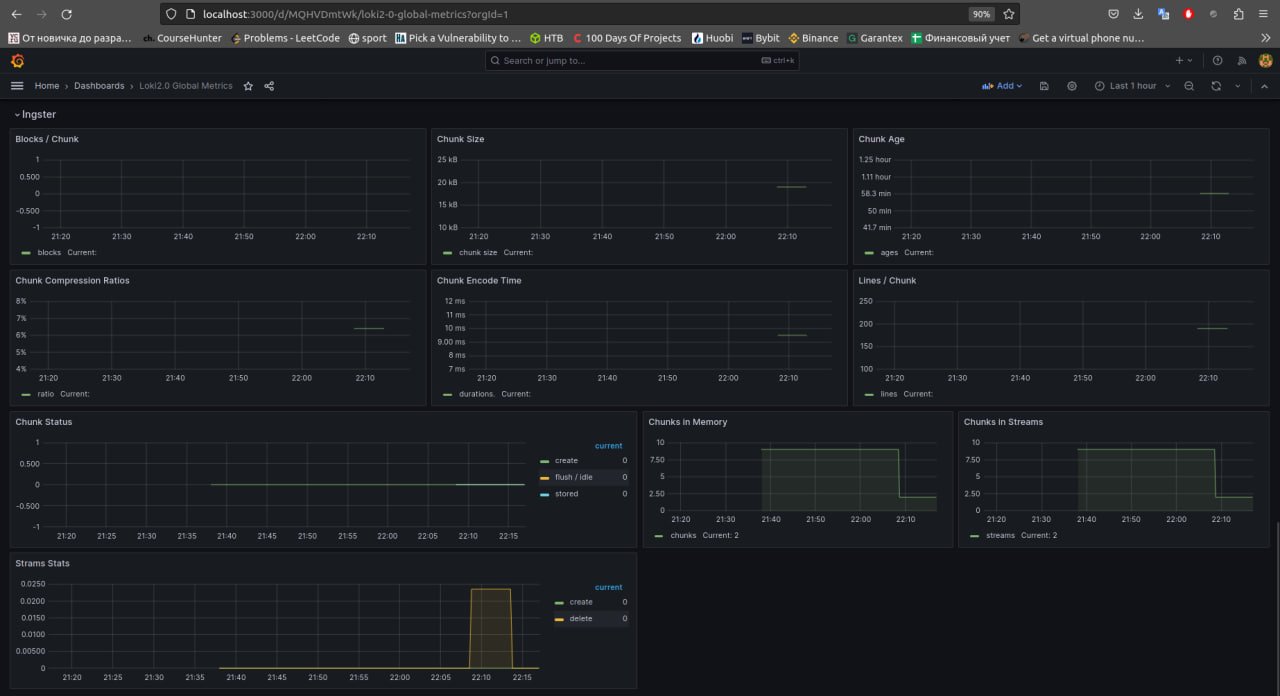 localhost:3000/d/MQHVDmtWk/loki2-0-global-metrics?orgId=1 90%
От новичка до разра... ch. CourseHunter Problems - LeetCode sport HA Pick a Vulnerability to ... HTB C 100 Days Of Projects Huobi Bybit Binance G Garantex Финансовый учет Get a virtual phone nu...
Search or jump to... ctrl+k
Home › Dashboards › Loki2.0 Global Metrics Add Last 1 hour
Ingster
Blocks / Chunk
1
0.500
0
-0.500
-1
21:20 21:30 21:40 21:50 22:00 22:10
blocks Current:
Chunk Size
25 kB
20 kB
15 kB
10 kB
21:20 21:30 21:40 21:50 22:00 22:10
chunk size Current:
Chunk Age
1.25 hour
1.11 hour
58.3 min
50 min
41.7 min
21:20 21:30 21:40 21:50 22:00 22:10
ages Current:
Chunk Compression Ratios
8%
7%
6%
5%
4%
21:20 21:30 21:40 21:50 22:00 22:10
ratio Current:
Chunk Encode Time
12 ms
11 ms
10 ms
9.00 ms
8 ms
7 ms
21:20 21:30 21:40 21:50 22:00 22:10
durations. Current:
Lines / Chunk
250
200
150
100
21:20 21:30 21:40 21:50 22:00 22:10
lines Current:
Chunk Status
1
0.500
0
-0.500
-1
21:20 21:25 21:30 21:35 21:40 21:45 21:50 21:55 22:00 22:05 22:10 22:15
current
create 0
flush / idle 0
stored 0
Chunks in Memory
10
7.50
5
2.50
0
21:20 21:30 21:40 21:50 22:00 22:10
chunks Current: 2
Chunks in Streams
10
7.50
5
2.50
0
21:20 21:30 21:40 21:50 22:00 22:10
streams Current: 2
Strams Stats
0.0250
0.0200
0.0150
0.0100
0.00500
0
21:20 21:25 21:30 21:35 21:40 21:45 21:50 21:55 22:00 22:05 22:10 22:15
current
create 0
delete 0